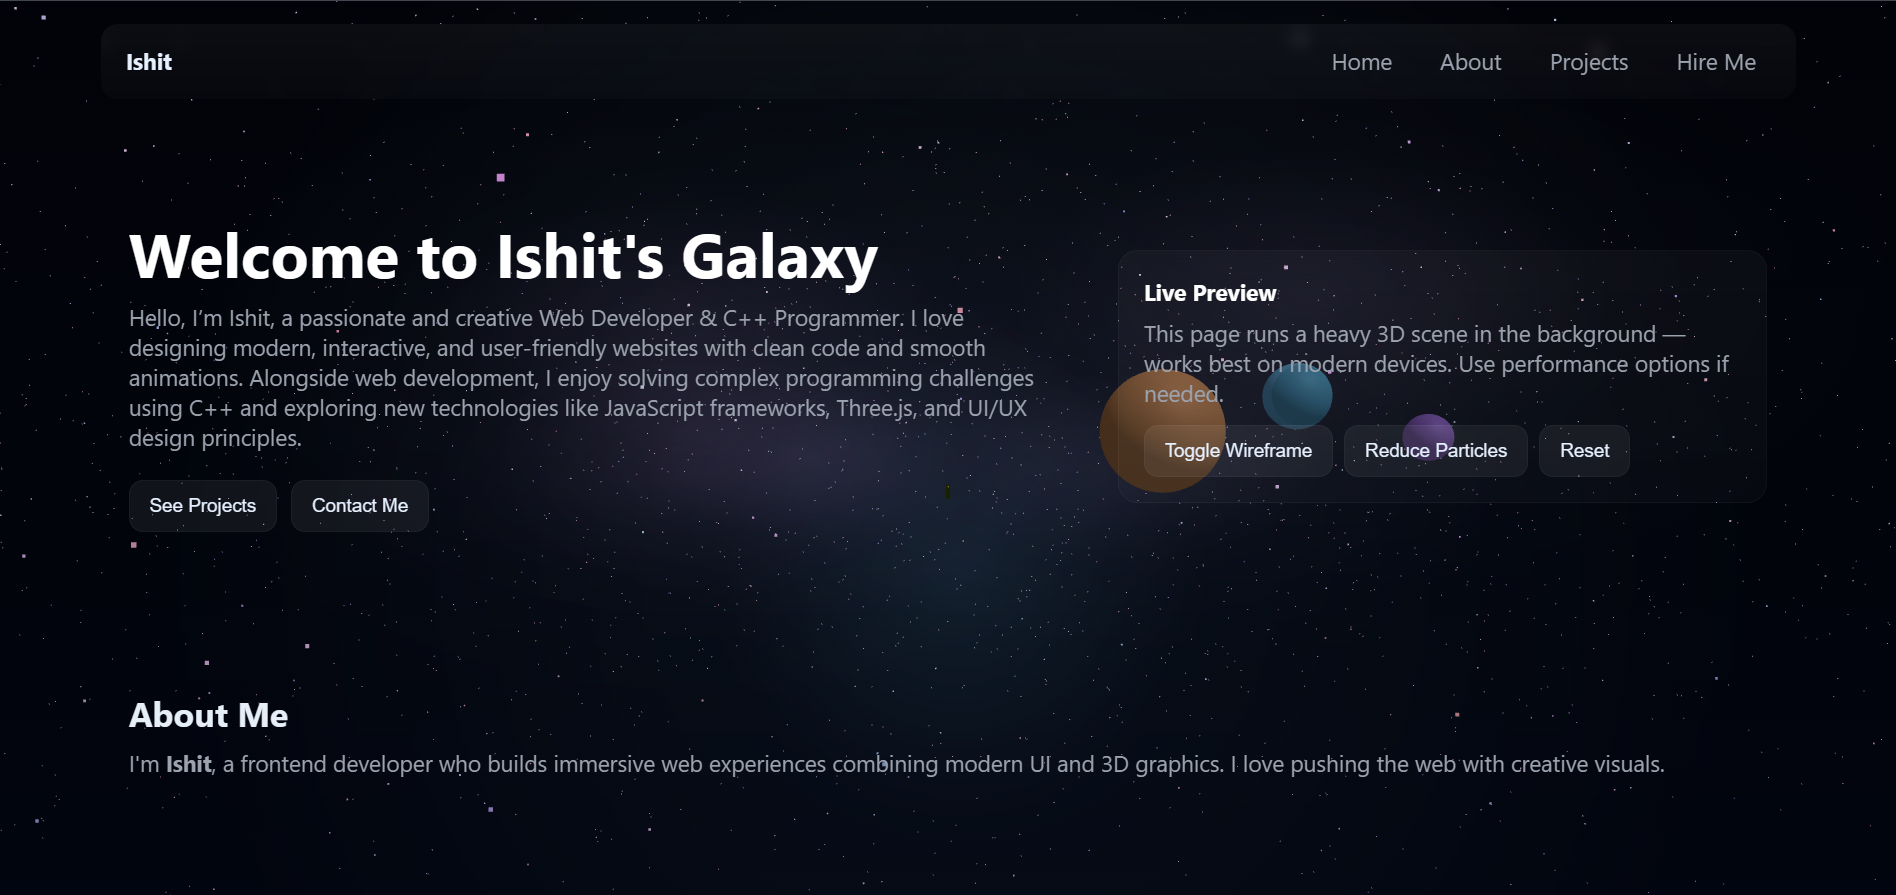 Ishit
Home About Projects Hire Me
Welcome to Ishit's Galaxy
Hello, I’m Ishit, a passionate and creative Web Developer & C++ Programmer. I love
designing modern, interactive, and user-friendly websites with clean code and smooth
animations. Alongside web development, I enjoy solving complex programming challenges
using C++ and exploring new technologies like JavaScript frameworks, Three.js, and UI/UX
design principles.
See Projects Contact Me
Live Preview
This page runs a heavy 3D scene in the background —
works best on modern devices. Use performance options if
needed.
Toggle Wireframe Reduce Particles Reset
About Me
I'm Ishit, a frontend developer who builds immersive web experiences combining modern UI and 3D graphics. I love pushing the web with creative visuals.